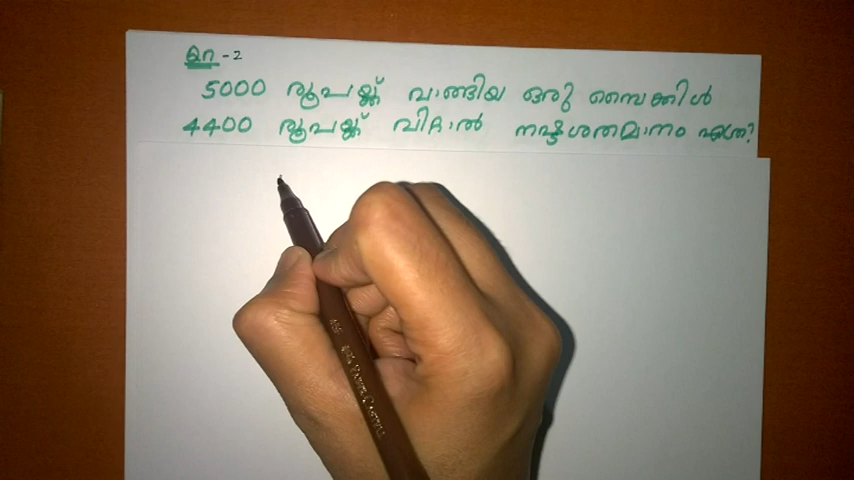 ഉദാ - 2
5000 രൂപയ്ക്ക് വാങ്ങിയ ഒരു സൈക്കിൾ
4400 രൂപയ്ക്ക് വിറ്റാൽ നഷ്ടശതമാനം എത്ര?